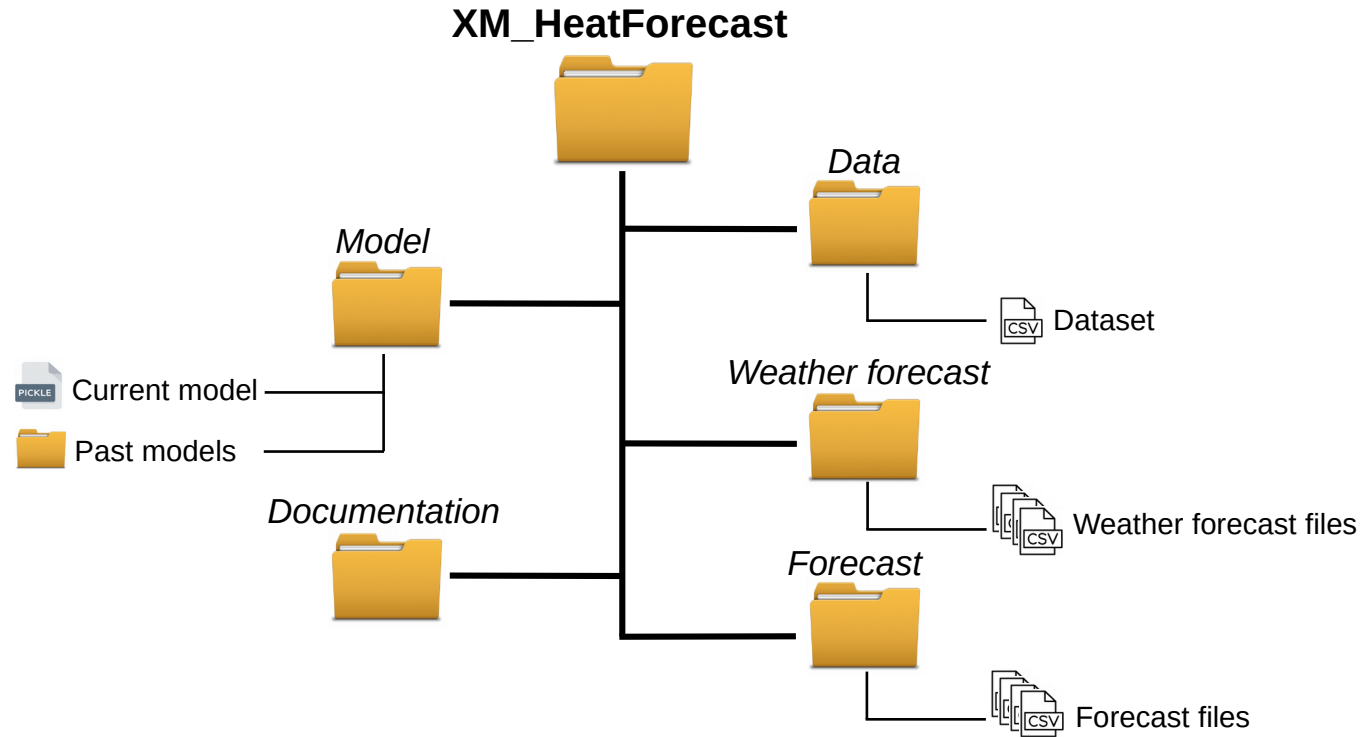 XM_HeatForecast
Data
Model
CSV Dataset
Weather forecast
PICKLE Current model
Past models
Documentation
CSV Weather forecast files
Forecast
CSV Forecast files